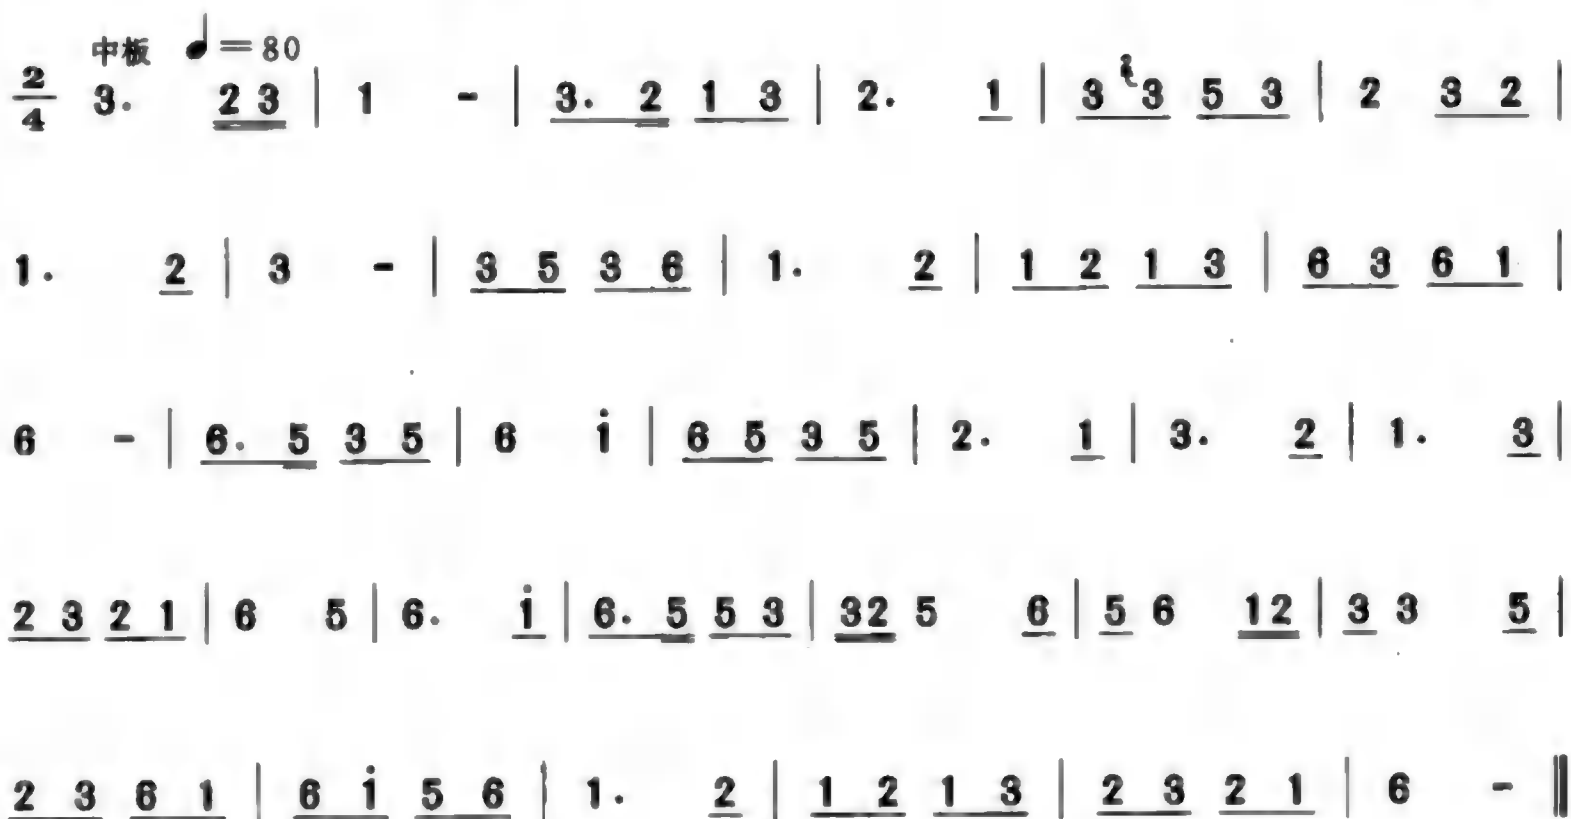 中板 ♩=80
2/4 3. 2 3 | 1 - | 3. 2 1 3 | 2. 1 | 3 3 5 3 | 2 3 2 |
1. 2 | 3 - | 3 5 3 6 | 1. 2 | 1 2 1 3 | 6 3 6 1 |
6 - | 6. 5 3 5 | 6 i | 6 5 3 5 | 2. 1 | 3. 2 | 1. 3 |
2 3 2 1 | 6 5 | 6. i | 6. 5 5 3 | 32 5 6 | 5 6 12 | 3 3 5 |
2 3 6 1 | 6 i 5 6 | 1. 2 | 1 2 1 3 | 2 3 2 1 | 6 - ‖